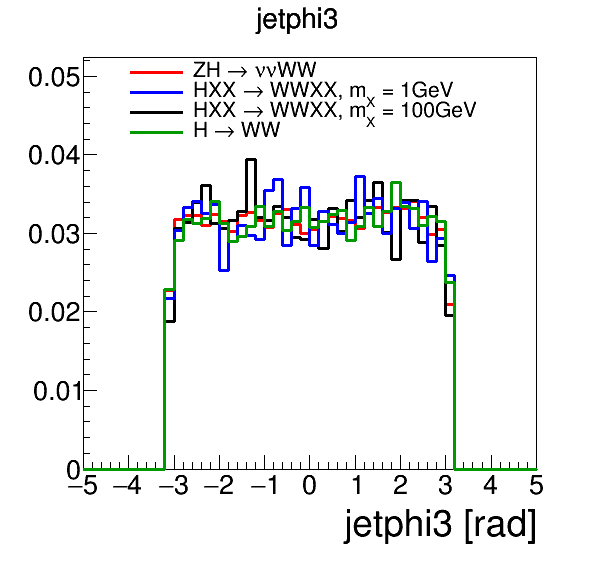 jetphi3
ZH → ννWW
HXX → WWXX, mX = 1GeV
HXX → WWXX, mX = 100GeV
H → WW
0.05
0.04
0.03
0.02
0.01
0
−5 −4 −3 −2 −1 0 1 2 3 4 5
jetphi3 [rad]